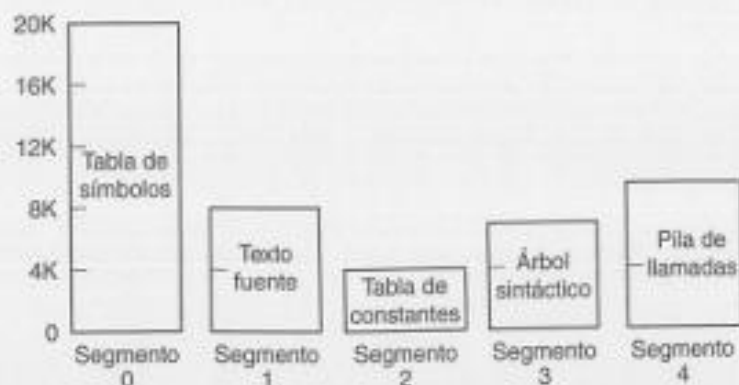 20K
16K
12K
8K
4K
0
Tabla de
símbolos
Segmento
0
Texto
fuente
Segmento
1
Tabla de
constantes
Segmento
2
Árbol
sintáctico
Segmento
3
Pila de
llamadas
Segmento
4